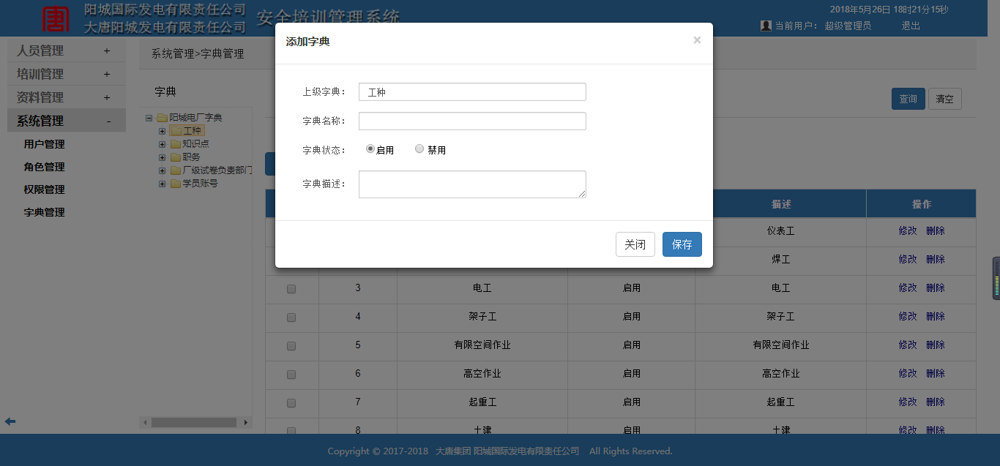 阳城国际发电有限责任公司
大唐阳城发电有限责任公司
安全培训管理系统
2018年5月26日 18时21分15秒
当前用户： 超级管理员 退出
人员管理 +
培训管理 +
资料管理 +
系统管理 -
用户管理
角色管理
权限管理
字典管理
系统管理>字典管理
字典
阳城电厂字典
工种
知识点
职务
厂级试卷负责部门
学员账号
查询 清空
添加字典 ×
上级字典： 工种
字典名称：
字典状态： 启用 禁用
字典描述：
关闭 保存
描述 操作
仪表工 修改 删除
焊工 修改 删除
3 电工 启用 电工 修改 删除
4 架子工 启用 架子工 修改 删除
5 有限空间作业 启用 有限空间作业 修改 删除
6 高空作业 启用 高空作业 修改 删除
7 起重工 启用 起重工 修改 删除
8 土建 启用 土建 修改 删除
Copyright © 2017-2018 大唐集团 阳城国际发电有限责任公司 All Rights Reserved.